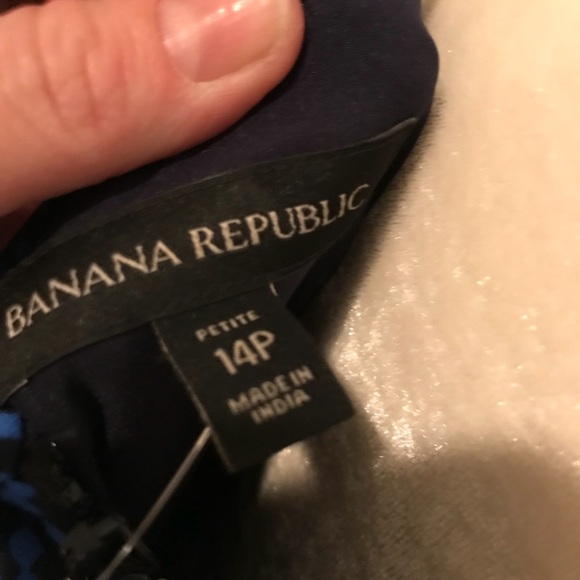 BANANA REPUBLIC
PETITE
14P
MADE IN
INDIA